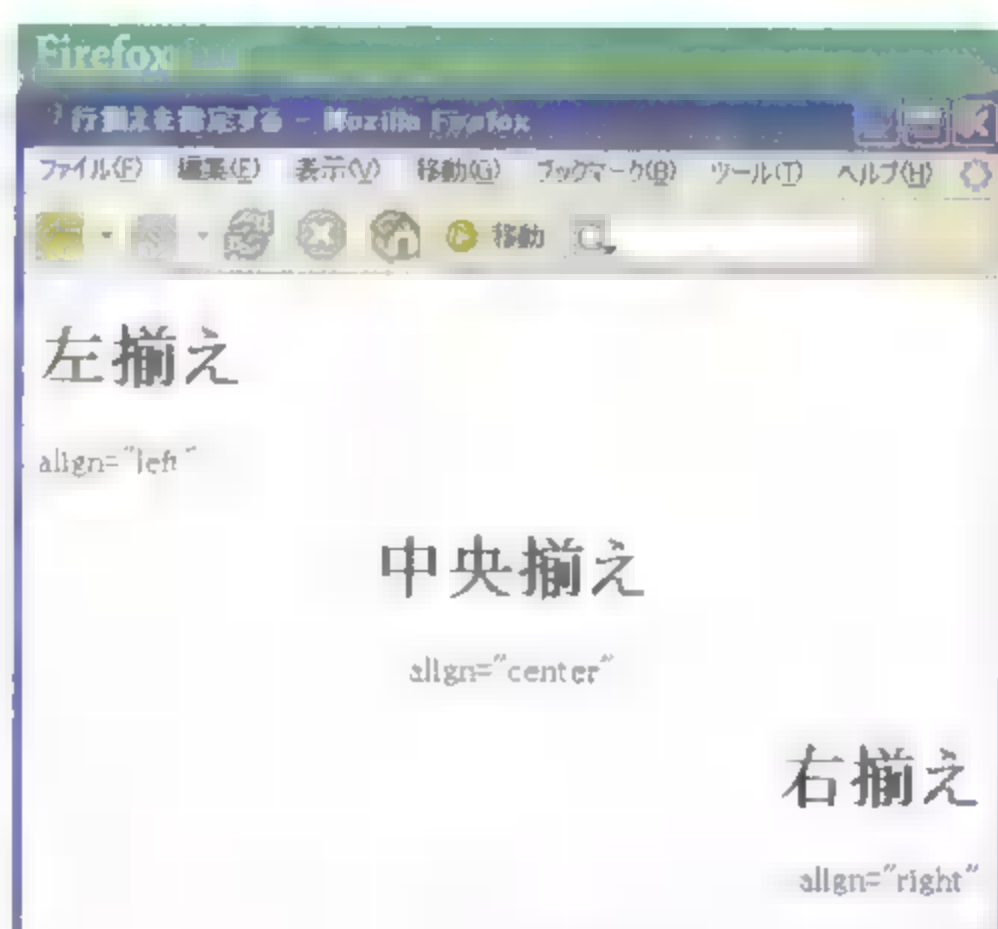 Firefox
行揃えを指定する - Mozilla Firefox
ファイル(F) 編集(E) 表示(V) 移動(G) ブックマーク(B) ツール(T) ヘルプ(H)
移動
左揃え
align="left"
中央揃え
align="center"
右揃え
align="right"